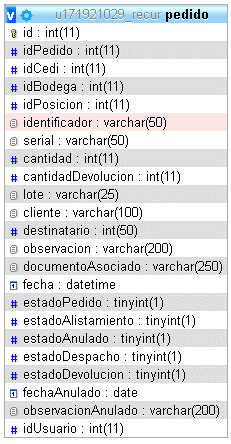 v u171921029_recur pedido
id : int(11)
idPedido : int(11)
idCedi : int(11)
idBodega : int(11)
idPosicion : int(11)
identificador : varchar(50)
serial : varchar(50)
cantidad : int(11)
cantidadDevolucion : int(11)
lote : varchar(25)
cliente : varchar(100)
destinatario : int(50)
observacion : varchar(200)
documentoAsociado : varchar(250)
fecha : datetime
estadoPedido : tinyint(1)
estadoAlistamiento : tinyint(1)
estadoAnulado : tinyint(1)
estadoDespacho : tinyint(1)
estadoDevolucion : tinyint(1)
fechaAnulado : date
observacionAnulado : varchar(200)
idUsuario : int(11)